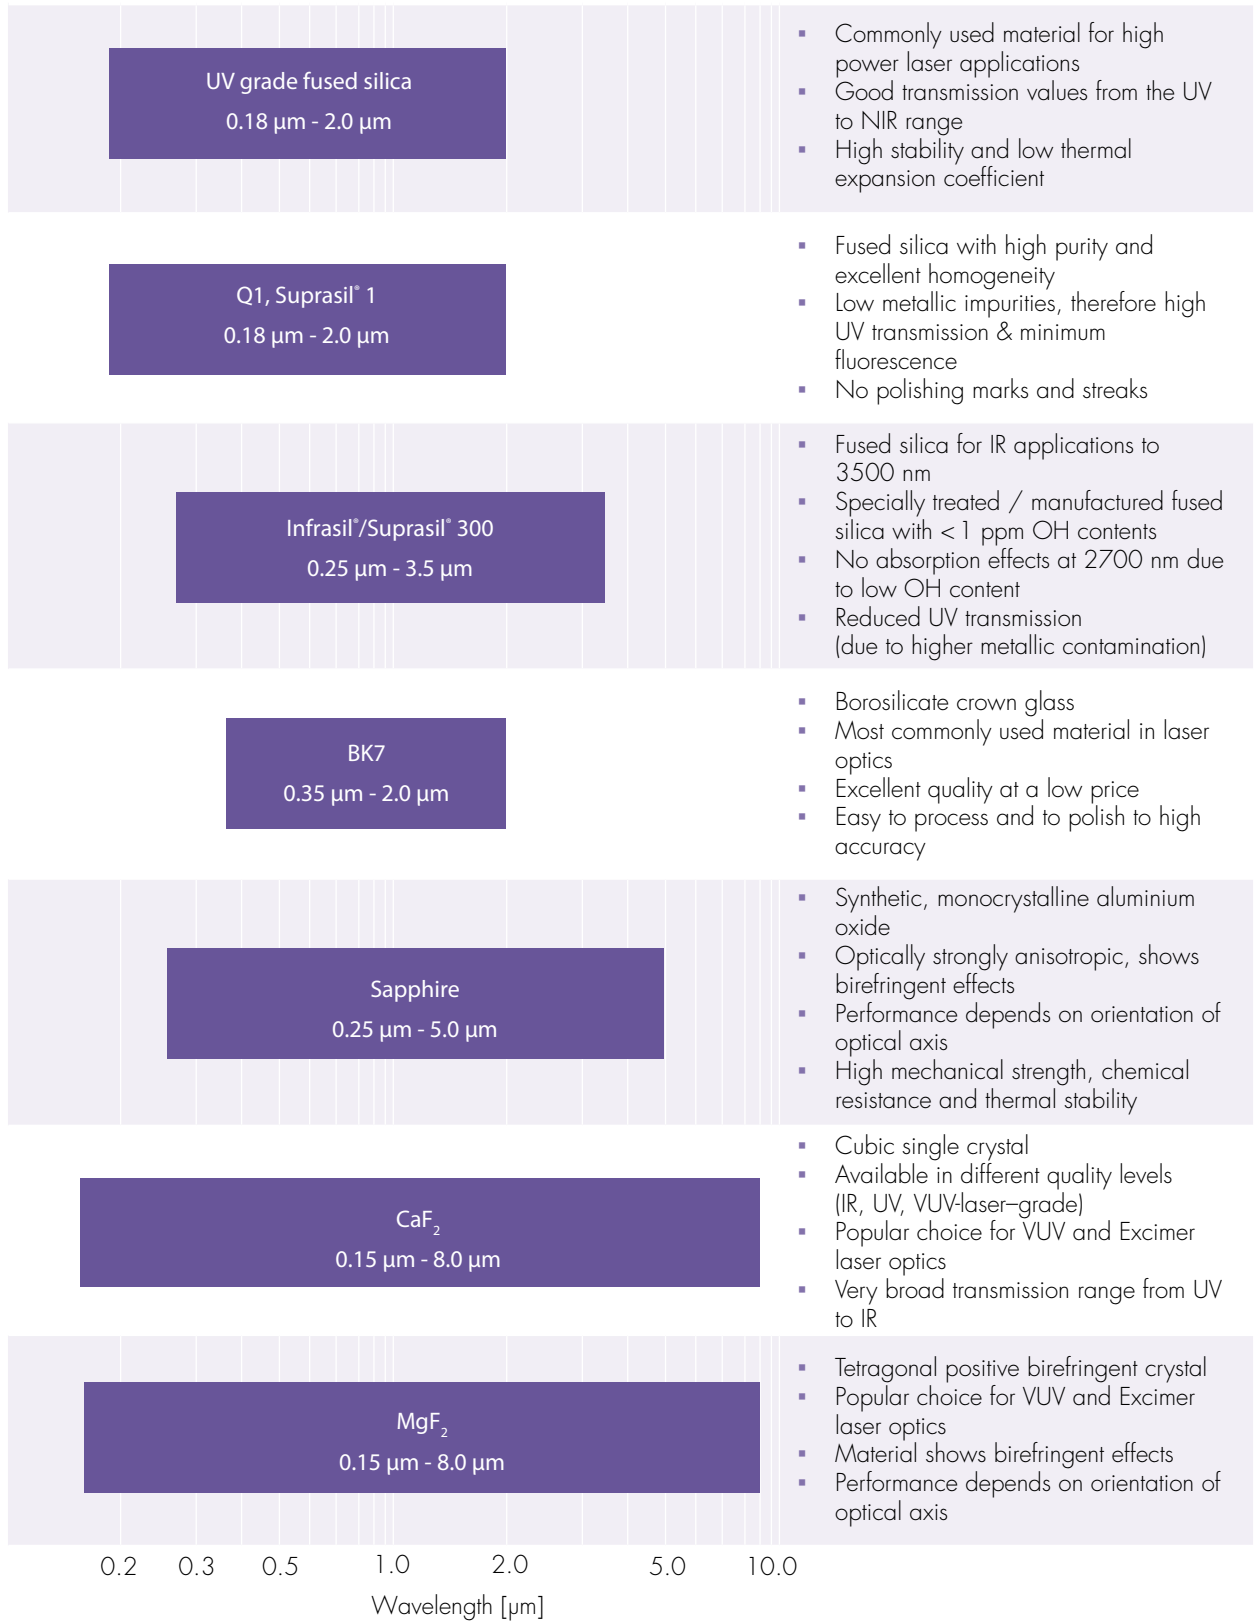 UV grade fused silica
0.18 µm - 2.0 µm
▪ Commonly used material for high
power laser applications
▪ Good transmission values from the UV
to NIR range
▪ High stability and low thermal
expansion coefficient
Q1, Suprasil® 1
0.18 µm - 2.0 µm
▪ Fused silica with high purity and
excellent homogeneity
▪ Low metallic impurities, therefore high
UV transmission & minimum
fluorescence
▪ No polishing marks and streaks
Infrasil®/Suprasil® 300
0.25 µm - 3.5 µm
▪ Fused silica for IR applications to
3500 nm
▪ Specially treated / manufactured fused
silica with <1 ppm OH contents
▪ No absorption effects at 2700 nm due
to low OH content
▪ Reduced UV transmission
(due to higher metallic contamination)
BK7
0.35 µm - 2.0 µm
▪ Borosilicate crown glass
▪ Most commonly used material in laser
optics
▪ Excellent quality at a low price
▪ Easy to process and to polish to high
accuracy
Sapphire
0.25 µm - 5.0 µm
▪ Synthetic, monocrystalline aluminium
oxide
▪ Optically strongly anisotropic, shows
birefringent effects
▪ Performance depends on orientation of
optical axis
▪ High mechanical strength, chemical
resistance and thermal stability
CaF₂
0.15 µm - 8.0 µm
▪ Cubic single crystal
▪ Available in different quality levels
(IR, UV, VUV-laser–grade)
▪ Popular choice for VUV and Excimer
laser optics
▪ Very broad transmission range from UV
to IR
MgF₂
0.15 µm - 8.0 µm
▪ Tetragonal positive birefringent crystal
▪ Popular choice for VUV and Excimer
laser optics
▪ Material shows birefringent effects
▪ Performance depends on orientation of
optical axis
0.2 0.3 0.5 1.0 2.0 5.0 10.0
Wavelength [µm]